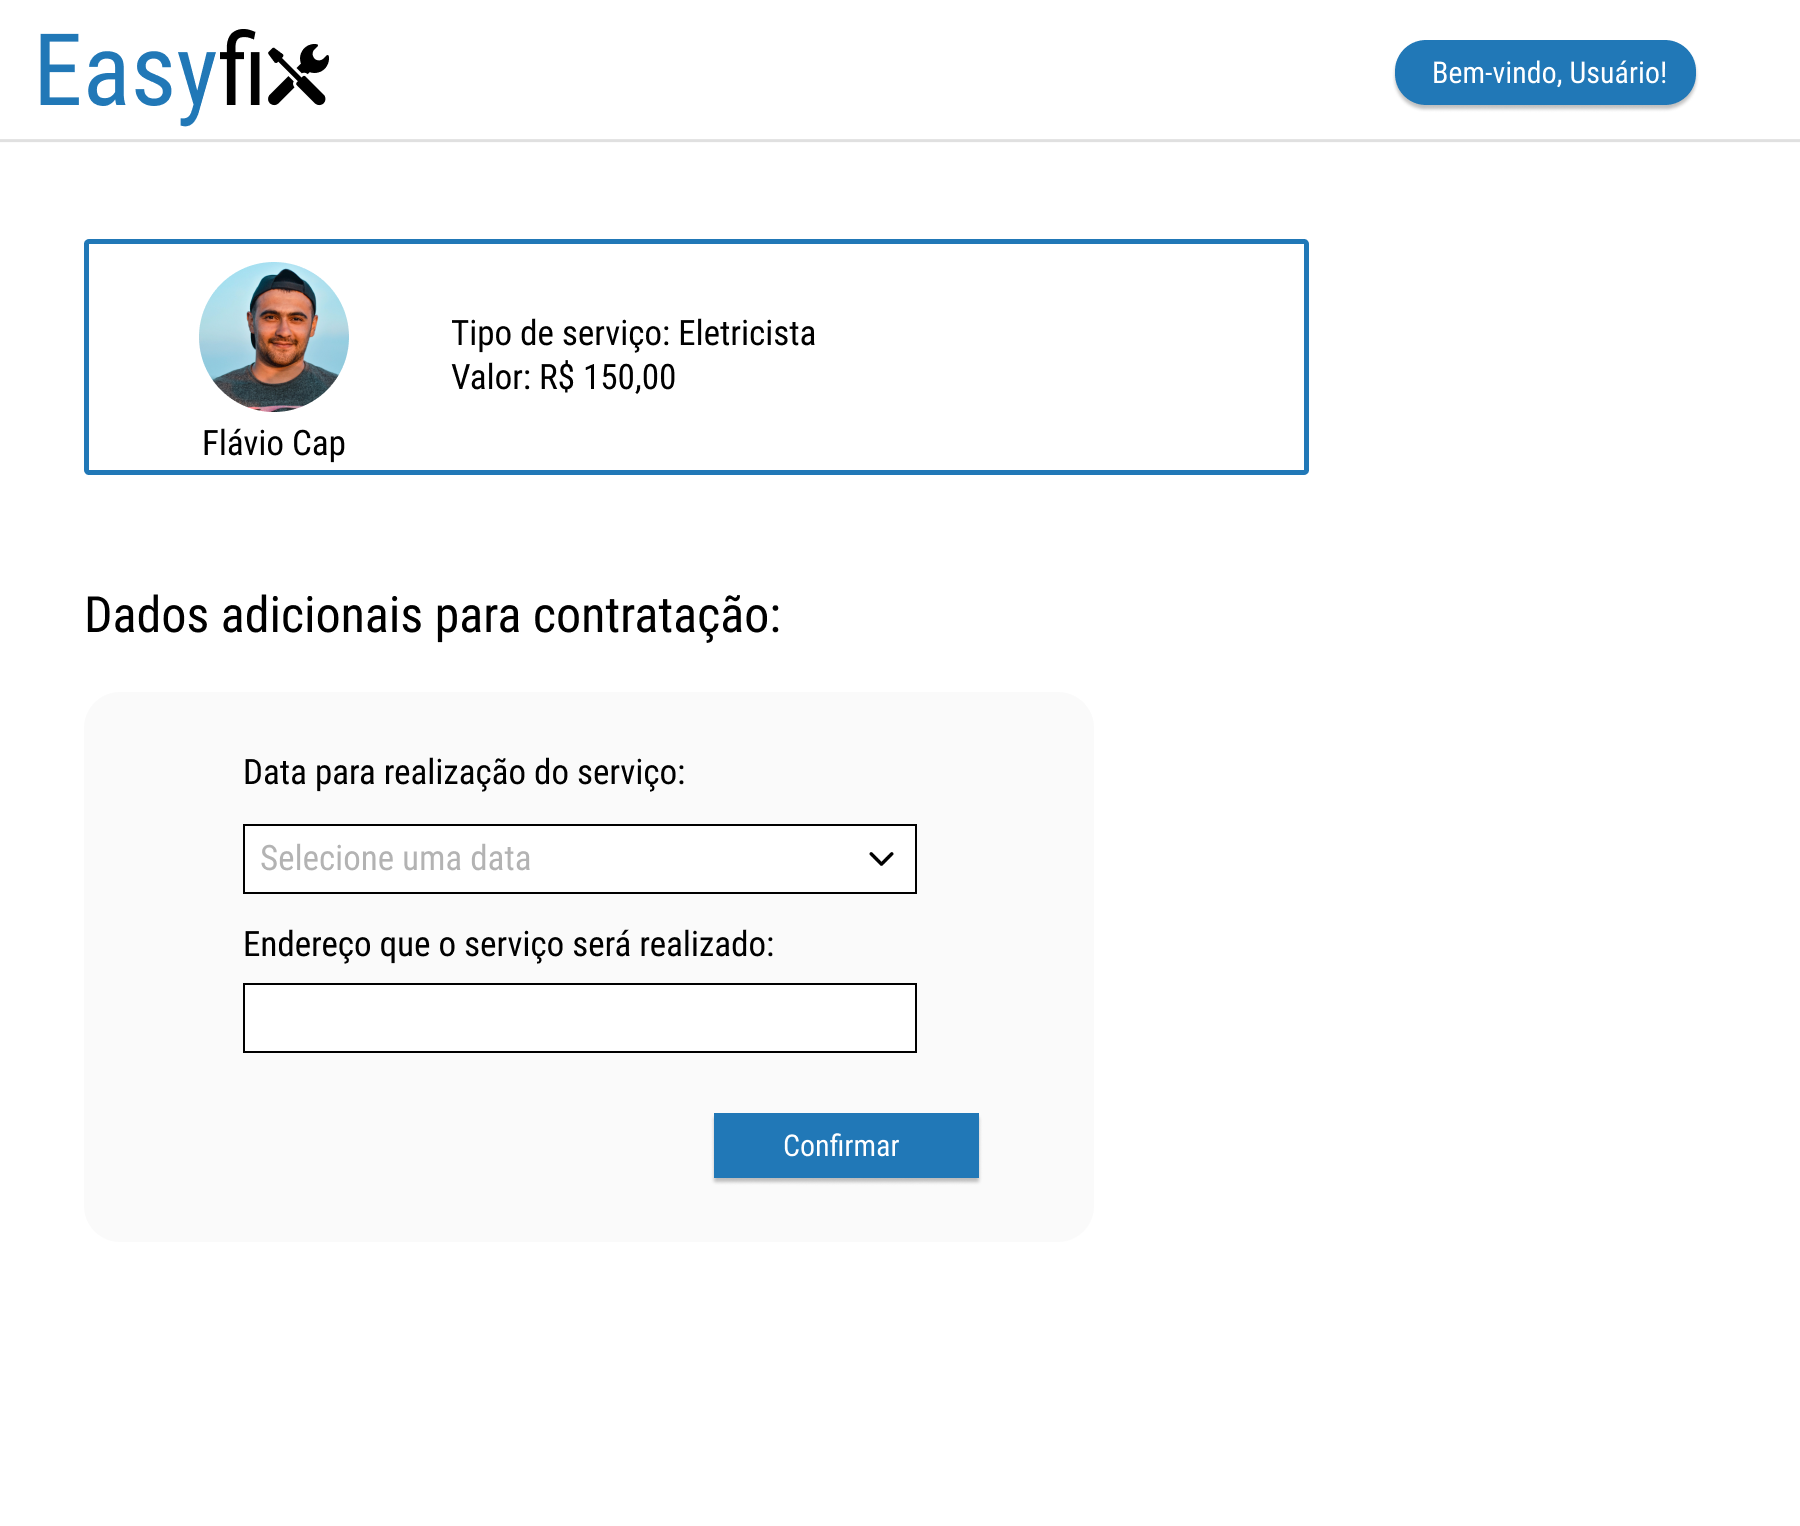 Easyfix
Bem-vindo, Usuário!
Tipo de serviço: Eletricista
Valor: R$ 150,00
Flávio Cap
Dados adicionais para contratação:
Data para realização do serviço:
Selecione uma data
Endereço que o serviço será realizado:
Confirmar